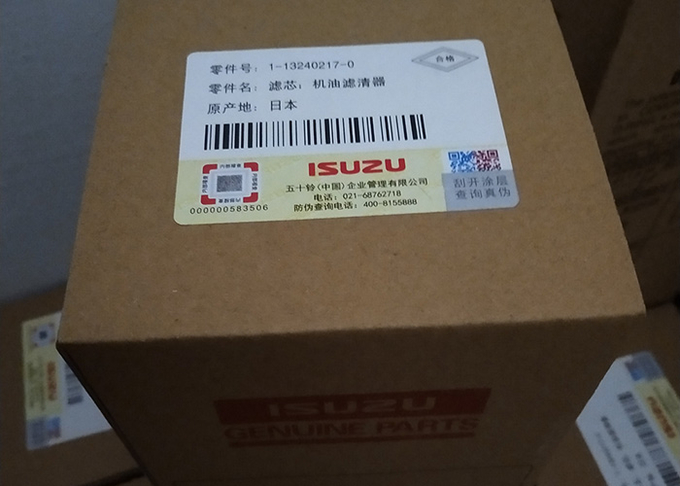 零件号: 1-13240217-0
合格
零件名: 滤芯; 机油滤清器
原产地: 日本
ISUZU
五十铃(中国)企业管理有限公司
电话: 021-68762718
防伪查询电话: 400-8155888
000000583506
刮开涂层
查询真伪
ISUZU
GENUINE PARTS
ISUZU
ISUZU